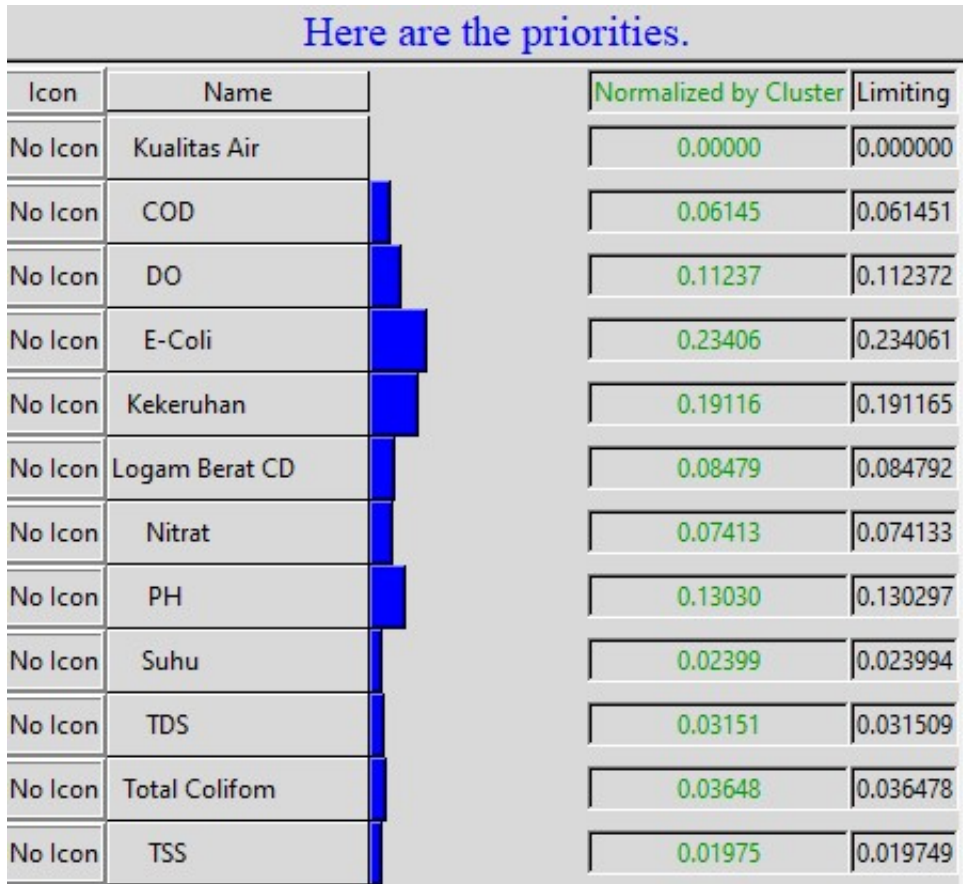 Here are the priorities.
Icon Name Normalized by Cluster Limiting
No Icon Kualitas Air 0.00000 0.000000
No Icon COD 0.06145 0.061451
No Icon DO 0.11237 0.112372
No Icon E-Coli 0.23406 0.234061
No Icon Kekeruhan 0.19116 0.191165
No Icon Logam Berat CD 0.08479 0.084792
No Icon Nitrat 0.07413 0.074133
No Icon PH 0.13030 0.130297
No Icon Suhu 0.02399 0.023994
No Icon TDS 0.03151 0.031509
No Icon Total Colifom 0.03648 0.036478
No Icon TSS 0.01975 0.019749